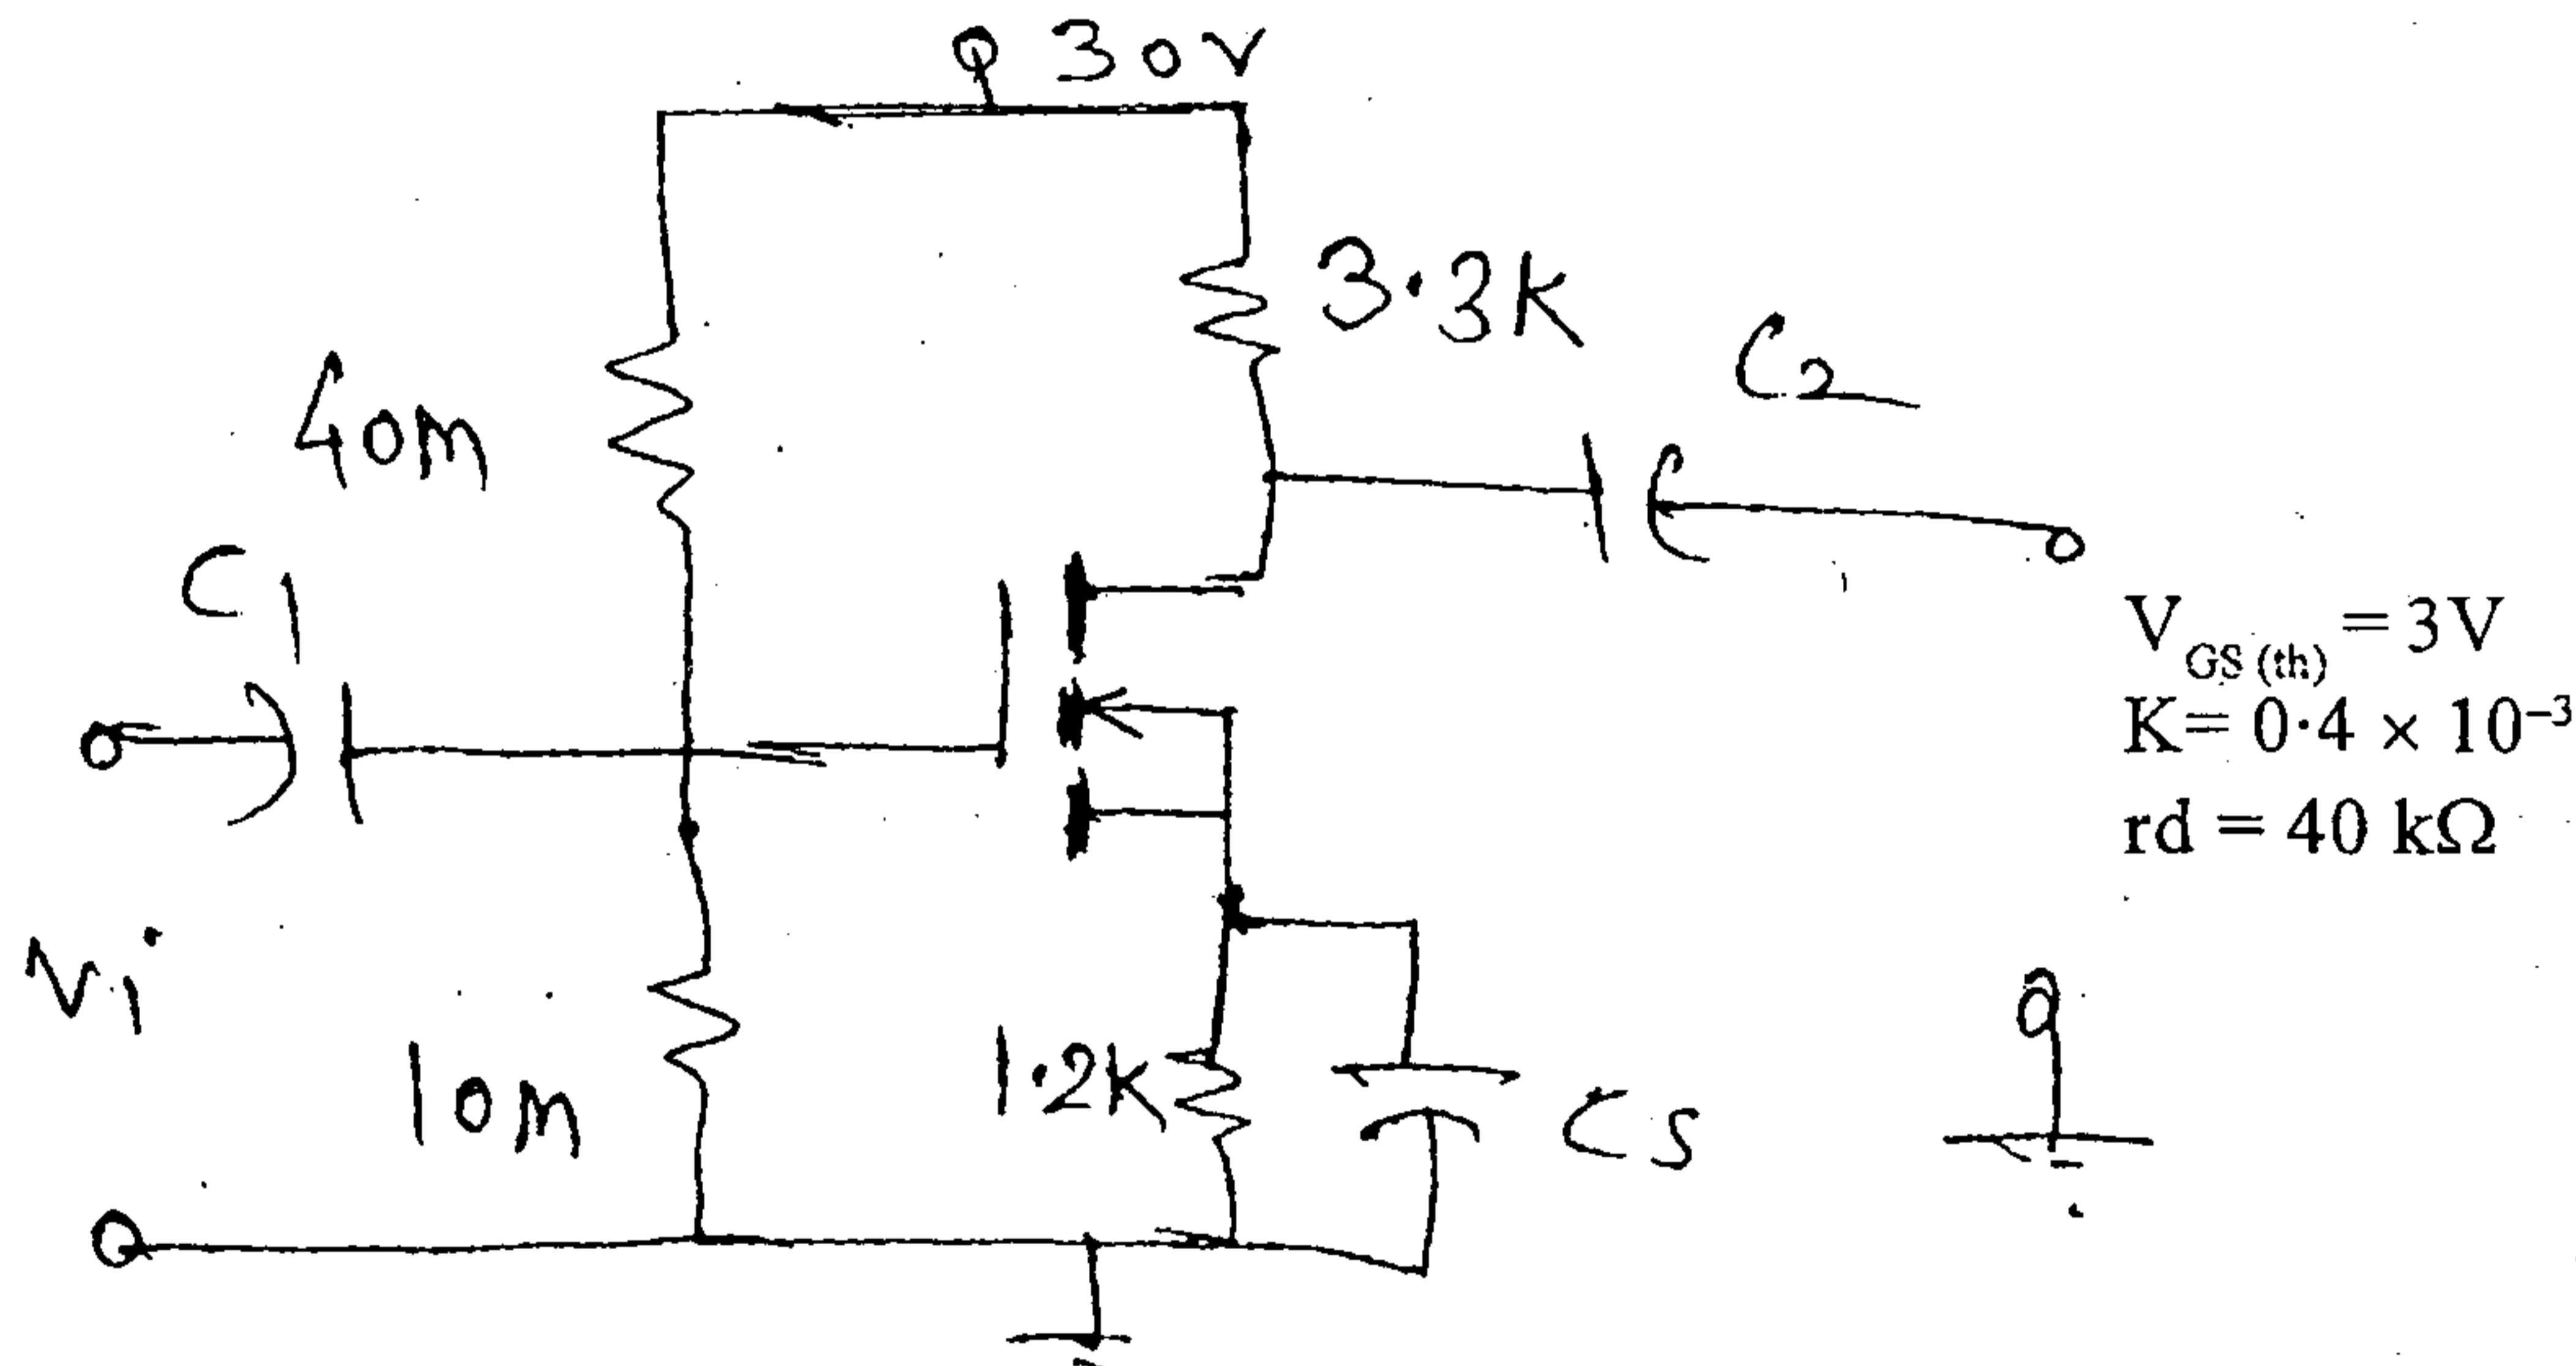 30V
3.3K
C2
40m
C1
VGS (th) = 3V
K= 0·4 × 10–3
rd = 40 kΩ
Vi
10m
1.2K
Cs